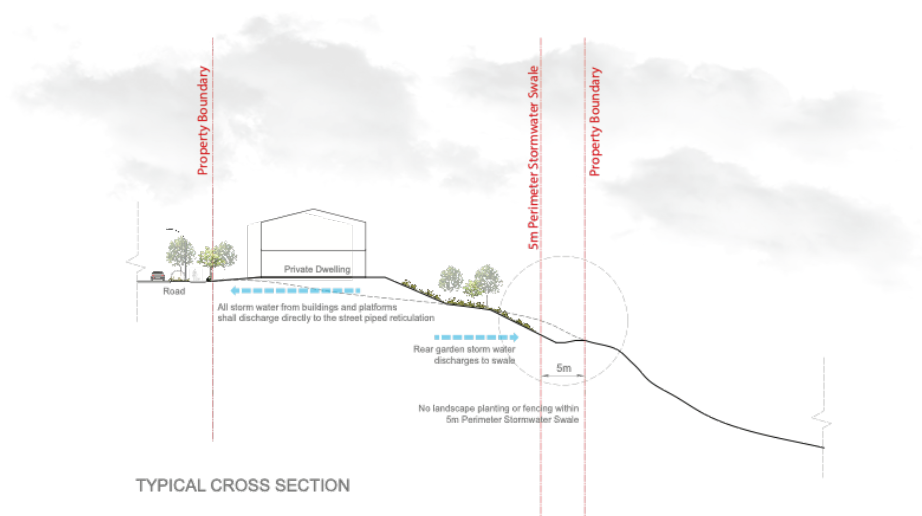 Property Boundary
5m Perimeter Stormwater Swale
Property Boundary
Private Dwelling
Road
All storm water from buildings and platforms
shall discharge directly to the street piped reticulation
Rear garden storm water
discharges to swale
5m
No landscape planting or fencing within
5m Perimeter Stormwater Swale
TYPICAL CROSS SECTION